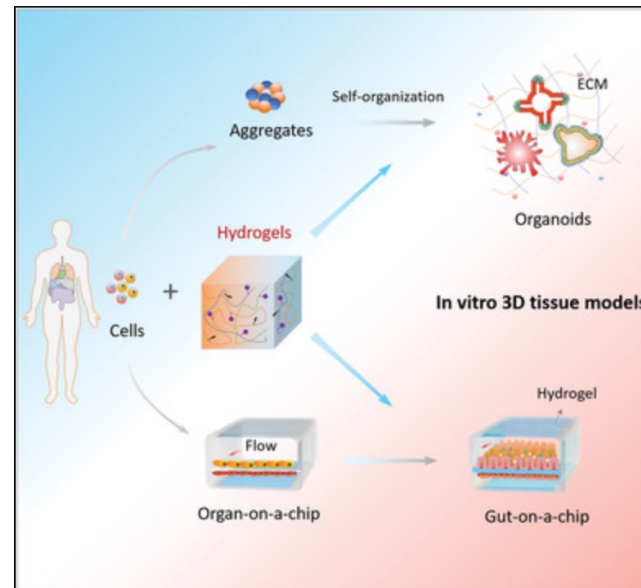 Self-organization
ECM
Aggregates
Organoids
Hydrogels
+
Cells
In vitro 3D tissue models
Hydrogel
Flow
Organ-on-a-chip
Gut-on-a-chip